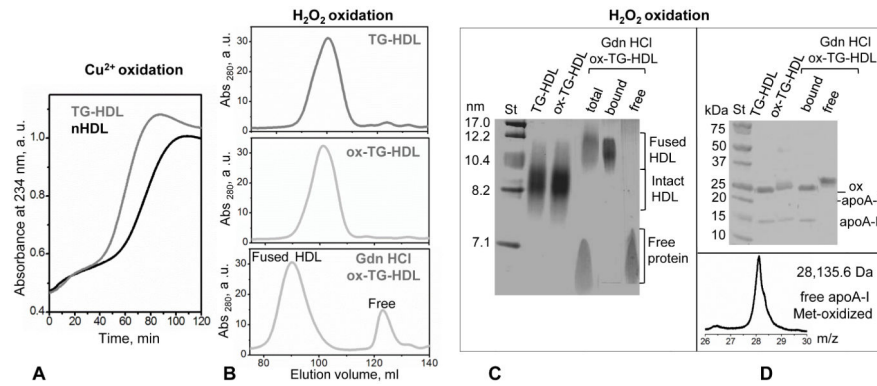 H2O2 oxidation
H2O2 oxidation
A
B
C
D
Cu2+ oxidation
TG-HDL
nHDL
Absorbance at 234 nm, a. u.
1.0
0.8
0.6
0.4
0 20 40 60 80 100 120
Time, min
Abs 280, a .u.
30
20
10
0
TG-HDL
Abs 280, a.u.
30
20
10
0
ox-TG-HDL
Abs 280, a.u.
30
20
10
0
Fused HDL
Gdn HCl
ox-TG-HDL
Free
80 100 120 140
Elution volume, ml
Gdn HCl
ox-TG-HDL
TG-HDL
ox-TG-HDL
total
bound
free
nm St
17.0
12.2
10.4
8.2
7.1
Fused
HDL
Intact
HDL
Free
protein
Gdn HCl
ox-TG-HDL
TG-HDL
ox-TG-HDL
bound
free
kDa St
75
50
37
25
20
15
10
ox
apoA-
apoA-I
28,135.6 Da
free apoA-I
Met-oxidized
26 27 28 29 30
m/z